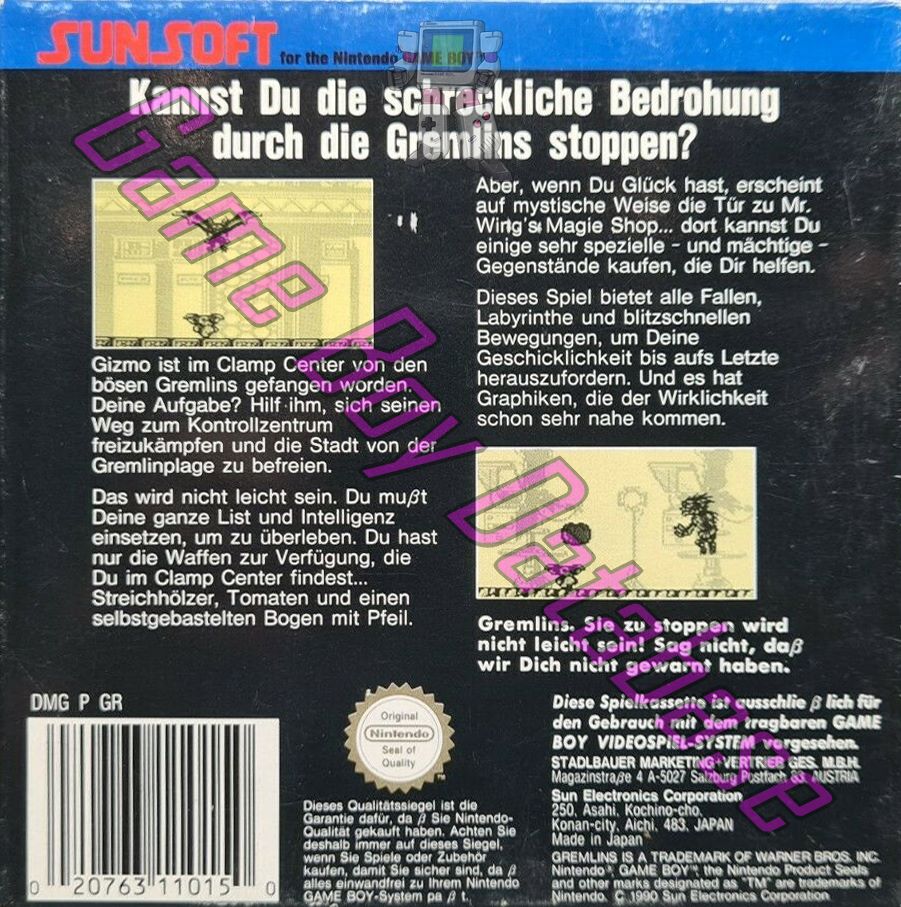 SUNSOFT for the Nintendo GAME BOY™
Kannst Du die schreckliche Bedrohung
durch die Gremlins stoppen?
Gizmo ist im Clamp Center von den
bösen Gremlins gefangen worden.
Deine Aufgabe? Hilf ihm, sich seinen
Weg zum Kontrollzentrum
freizukämpfen und die Stadt von der
Gremlinplage zu befreien.
Das wird nicht leicht sein. Du mußt
Deine ganze List und Intelligenz
einsetzen, um zu überleben. Du hast
nur die Waffen zur Verfügung, die
Du im Clamp Center findest...
Streichhölzer, Tomaten und einen
selbstgebastelten Bogen mit Pfeil.
Aber, wenn Du Glück hast, erscheint
auf mystische Weise die Tür zu Mr.
Wing's Magie Shop... dort kannst Du
einige sehr spezielle - und mächtige -
Gegenstände kaufen, die Dir helfen.
Dieses Spiel bietet alle Fallen,
Labyrinthe und blitzschnellen
Bewegungen, um Deine
Geschicklichkeit bis aufs Letzte
herauszufordern. Und es hat
Graphiken, die der Wirklichkeit
schon sehr nahe kommen.
Gremlins. Sie zu stoppen wird
nicht leicht sein! Sag nicht, daß
wir Dich nicht gewarnt haben.
Game Boy Database
DMG P GR
0 20763 11015 0
Original
Nintendo
Seal of
Quality
Dieses Qualitätssiegel ist die
Garantie dafür, da ß Sie Nintendo-
Qualität gekauft haben. Achten Sie
deshalb immer auf dieses Siegel,
wenn Sie Spiele oder Zubehör
kaufen, damit Sie sicher sind, da ß
alles einwandfrei zu Ihrem Nintendo
GAME BOY-System pa ß t.
Diese Spielkassette ist ausschlie ß lich für
den Gebrauch mit dem tragbaren GAME
BOY VIDEOSPIEL-SYSTEM vorgesehen.
STADLBAUER MARKETING + VERTRIEB GES. M.B.H.
Magazinstraße 4 A-5027 Salzburg Postfach 83 AUSTRIA
Sun Electronics Corporation
250, Asahi, Kochino-cho,
Konan-city, Aichi, 483, JAPAN
Made in Japan
GREMLINS IS A TRADEMARK OF WARNER BROS. INC.
Nintendo®, GAME BOY™, the Nintendo Product Seals
and other marks designated as "TM" are trademarks of
Nintendo. © 1990 Sun Electronics Corporation